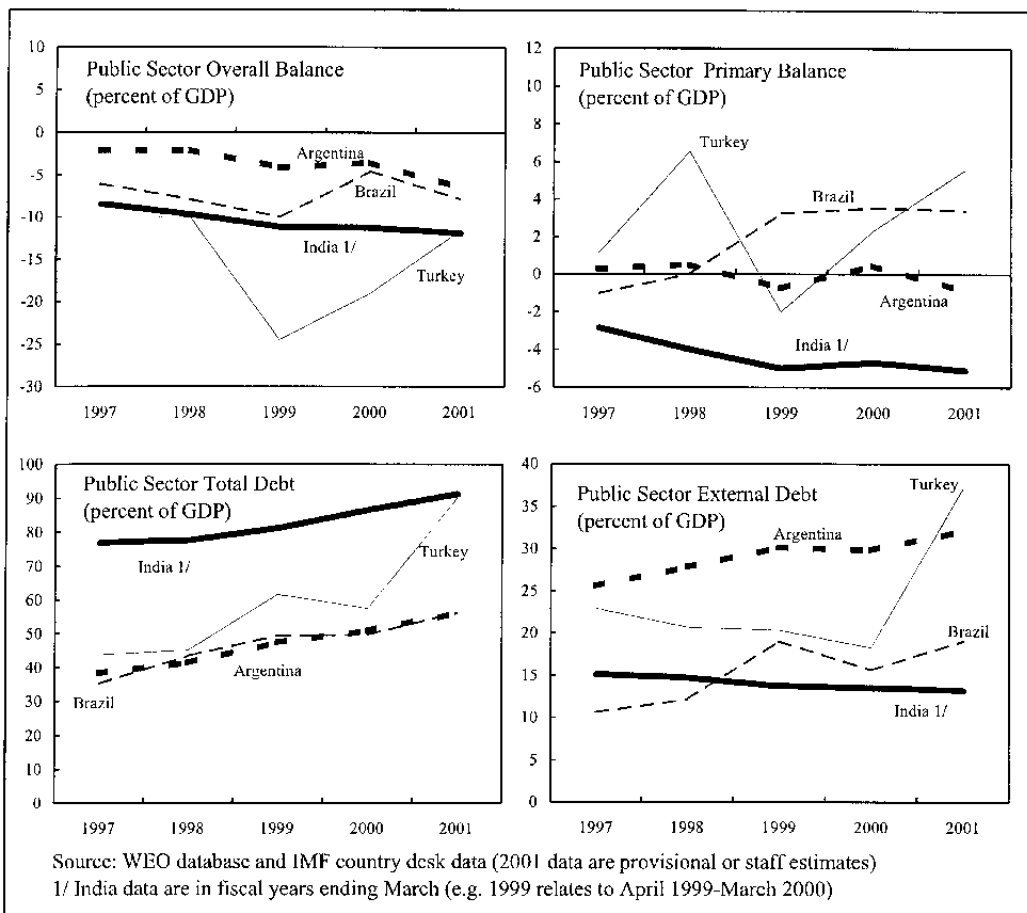 Public Sector Overall Balance
(percent of GDP)
10
5
0
-5
-10
-15
-20
-25
-30
Argentina
Brazil
India 1/
Turkey
1997 1998 1999 2000 2001
Public Sector Primary Balance
(percent of GDP)
12
10
8
6
4
2
0
-2
-4
-6
Turkey
Brazil
Argentina
India 1/
1997 1998 1999 2000 2001
Public Sector Total Debt
(percent of GDP)
100
90
80
70
60
50
40
30
20
10
0
India 1/
Turkey
Argentina
Brazil
1997 1998 1999 2000 2001
Public Sector External Debt
(percent of GDP)
40
35
30
25
20
15
10
5
0
Turkey
Argentina
Brazil
India 1/
1997 1998 1999 2000 2001
Source: WEO database and IMF country desk data (2001 data are provisional or staff estimates)
1/ India data are in fiscal years ending March (e.g. 1999 relates to April 1999-March 2000)